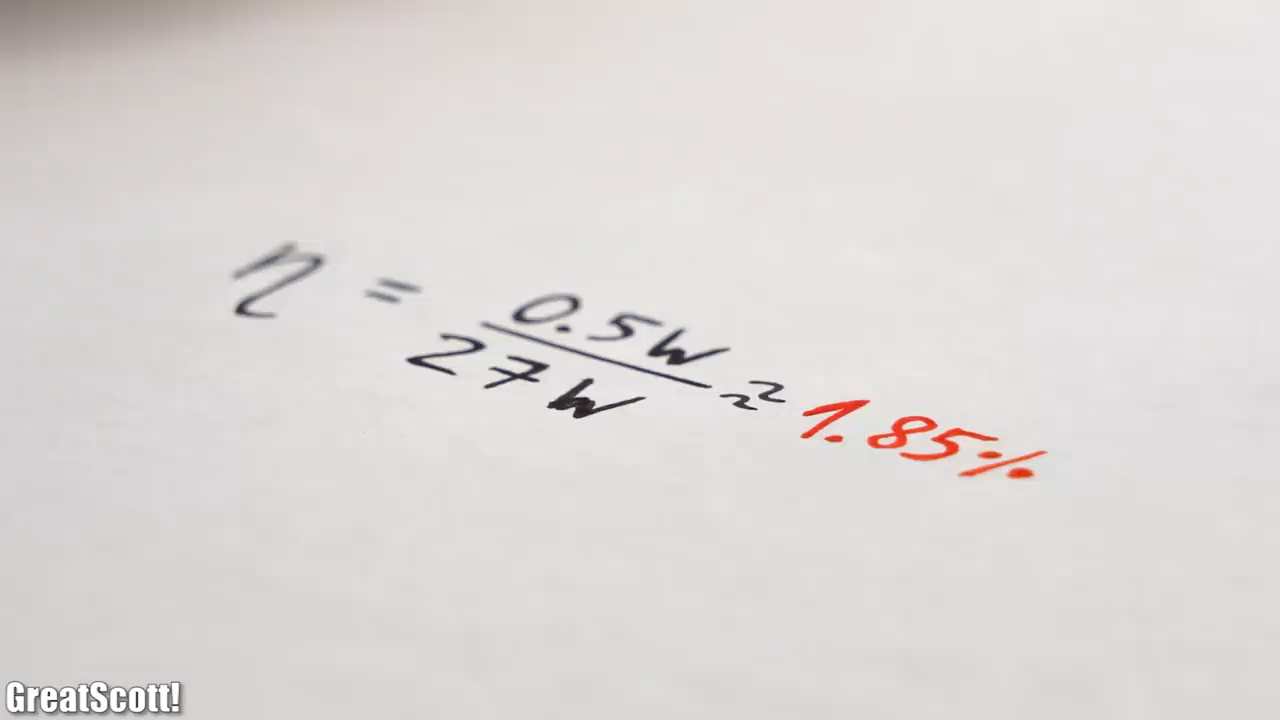 η = 0.5W / 27W ≈ 1.85%
GreatScott!